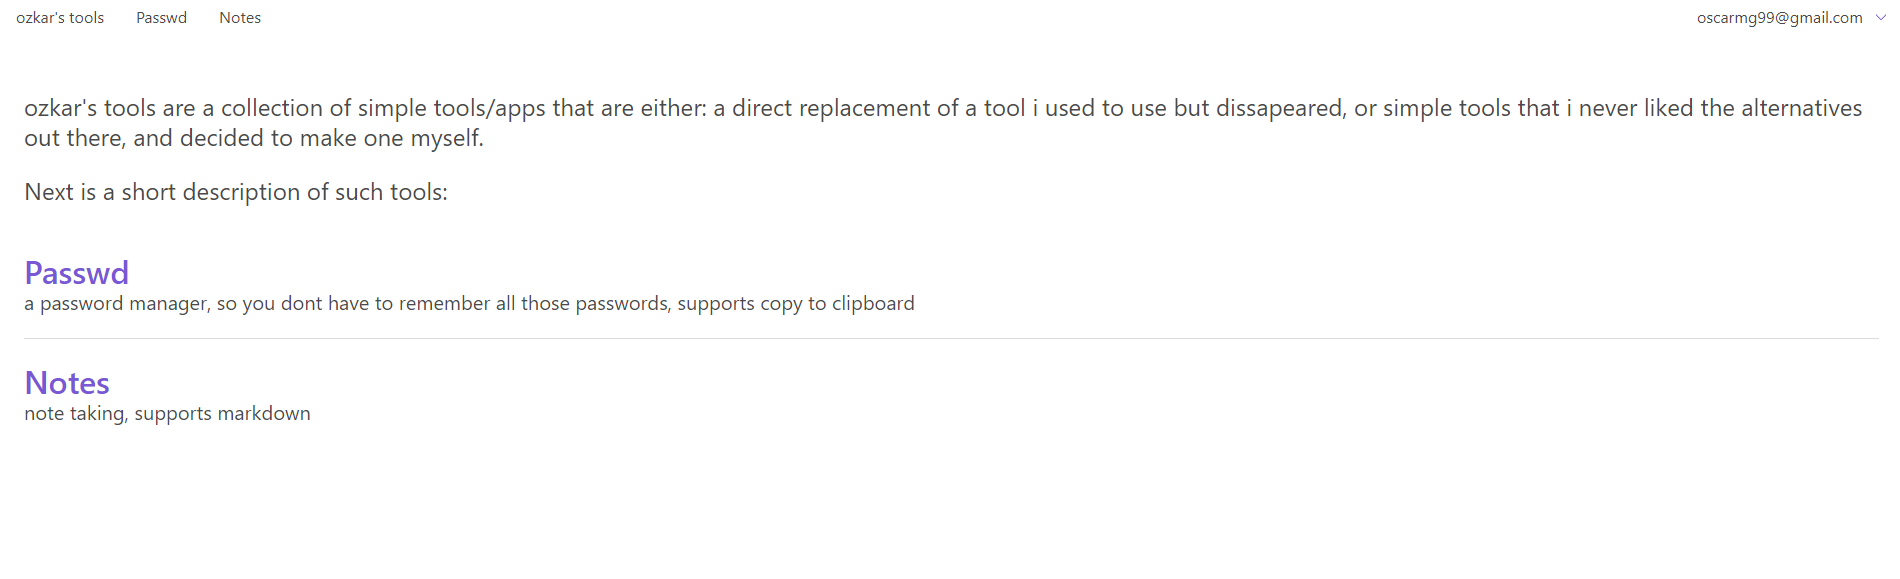 ozkar's tools Passwd Notes oscarmg99@gmail.com
ozkar's tools are a collection of simple tools/apps that are either: a direct replacement of a tool i used to use but dissapeared, or simple tools that i never liked the alternatives
out there, and decided to make one myself.
Next is a short description of such tools:
Passwd
a password manager, so you dont have to remember all those passwords, supports copy to clipboard
Notes
note taking, supports markdown